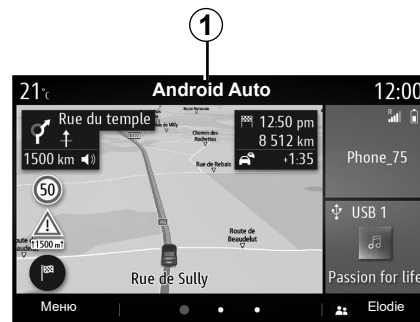 1
21°c
Android Auto
12:00
Rue du temple
1500 km
12:50 pm
8 512 km
+1:35
Route Nationale
Chemin des
Rochettes
Rue de Rebais
Route de
Beaudelut
50
1500 m
Rue de Sully
Phone_75
USB 1
Passion for life
Меню
Elodie